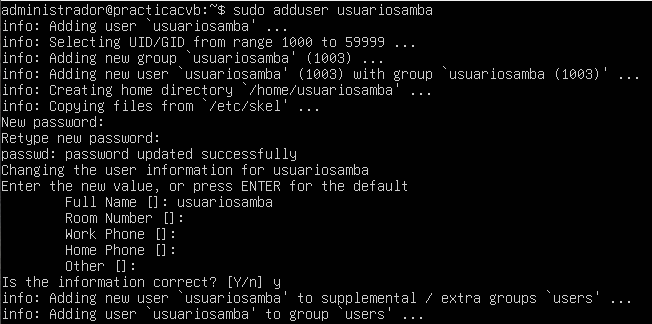 administrador@practicacvb:~$ sudo adduser usuariosamba
info: Adding user `usuariosamba' ...
info: Selecting UID/GID from range 1000 to 59999 ...
info: Adding new group `usuariosamba' (1003) ...
info: Adding new user `usuariosamba' (1003) with group `usuariosamba (1003)' ...
info: Creating home directory `/home/usuariosamba' ...
info: Copying files from `/etc/skel' ...
New password:
Retype new password:
passwd: password updated successfully
Changing the user information for usuariosamba
Enter the new value, or press ENTER for the default
Full Name []: usuariosamba
Room Number []:
Work Phone []:
Home Phone []:
Other []:
Is the information correct? [Y/n] y
info: Adding new user `usuariosamba' to supplemental / extra groups `users' ...
info: Adding user `usuariosamba' to group `users' ...